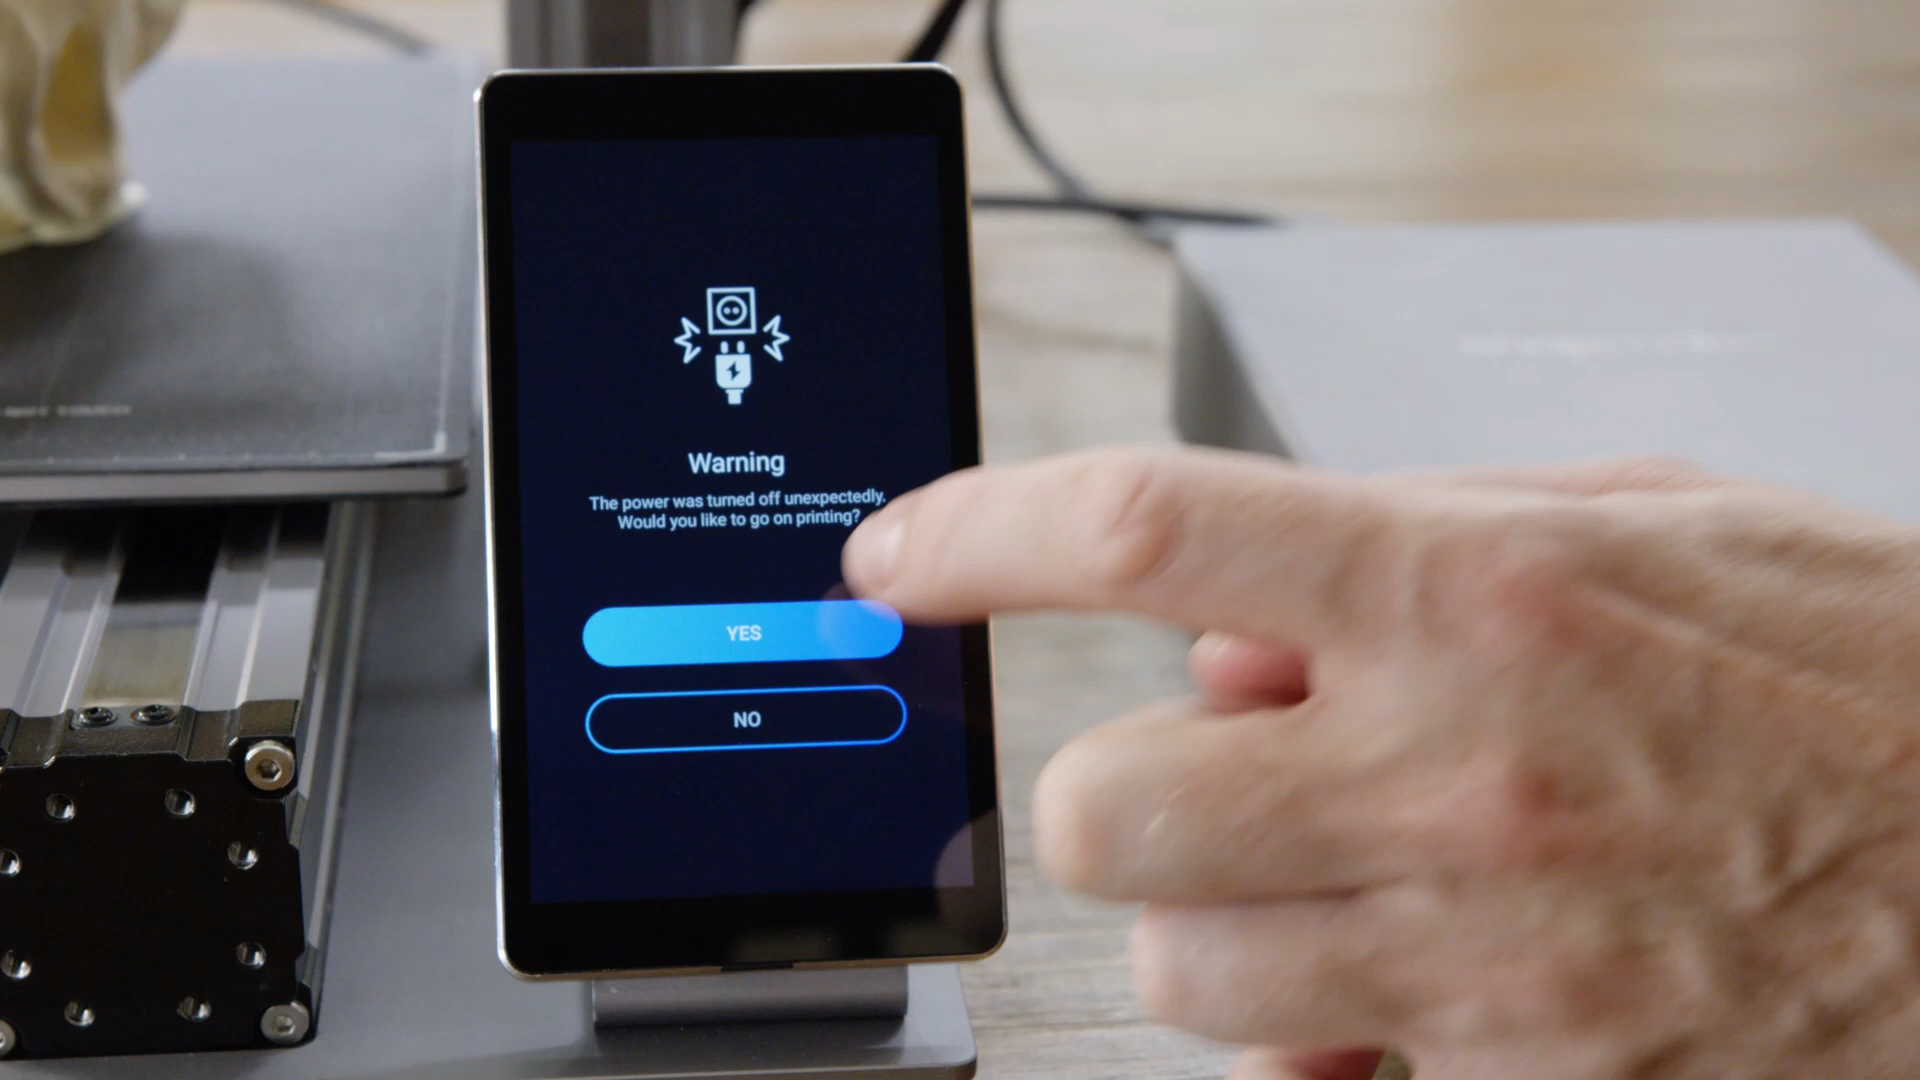 Warning
The power was turned off unexpectedly.
Would you like to go on printing?
YES
NO